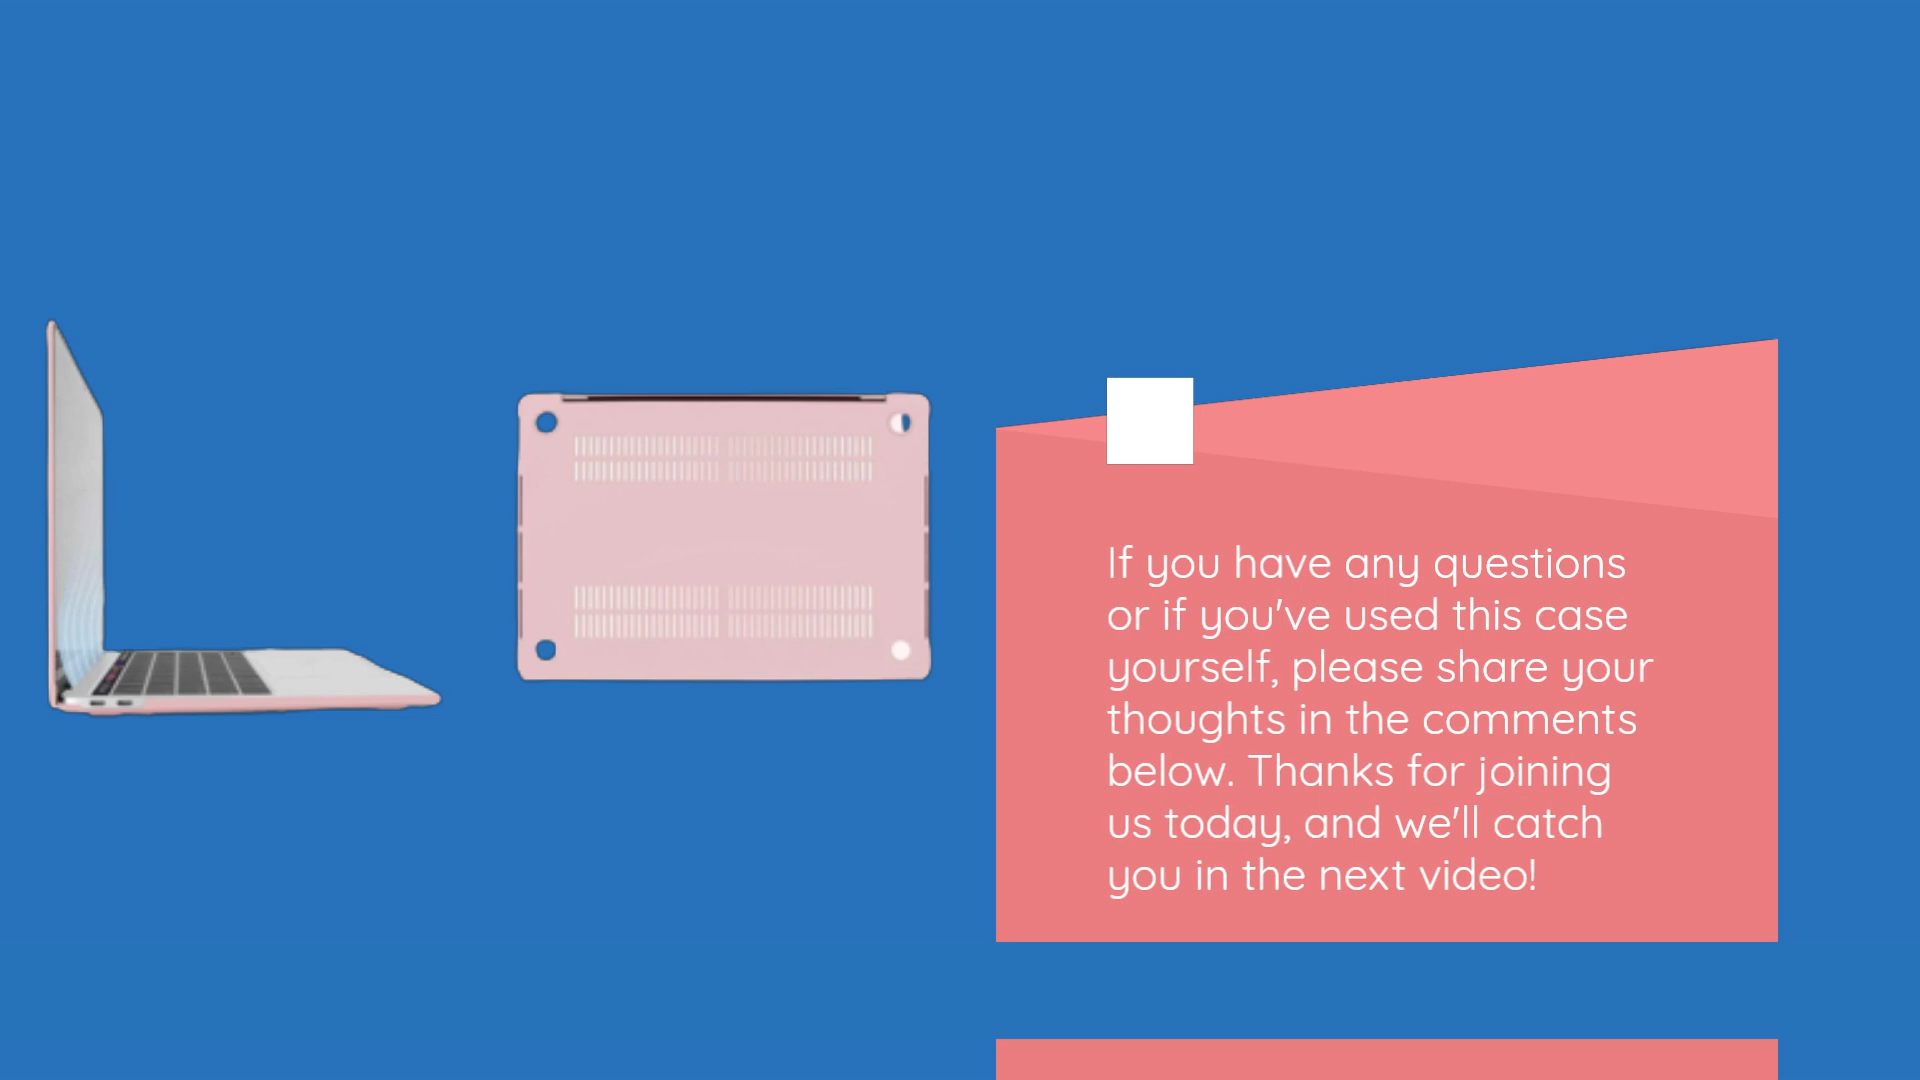 If you have any questions
or if you've used this case
yourself, please share your
thoughts in the comments
below. Thanks for joining
us today, and we'll catch
you in the next video!